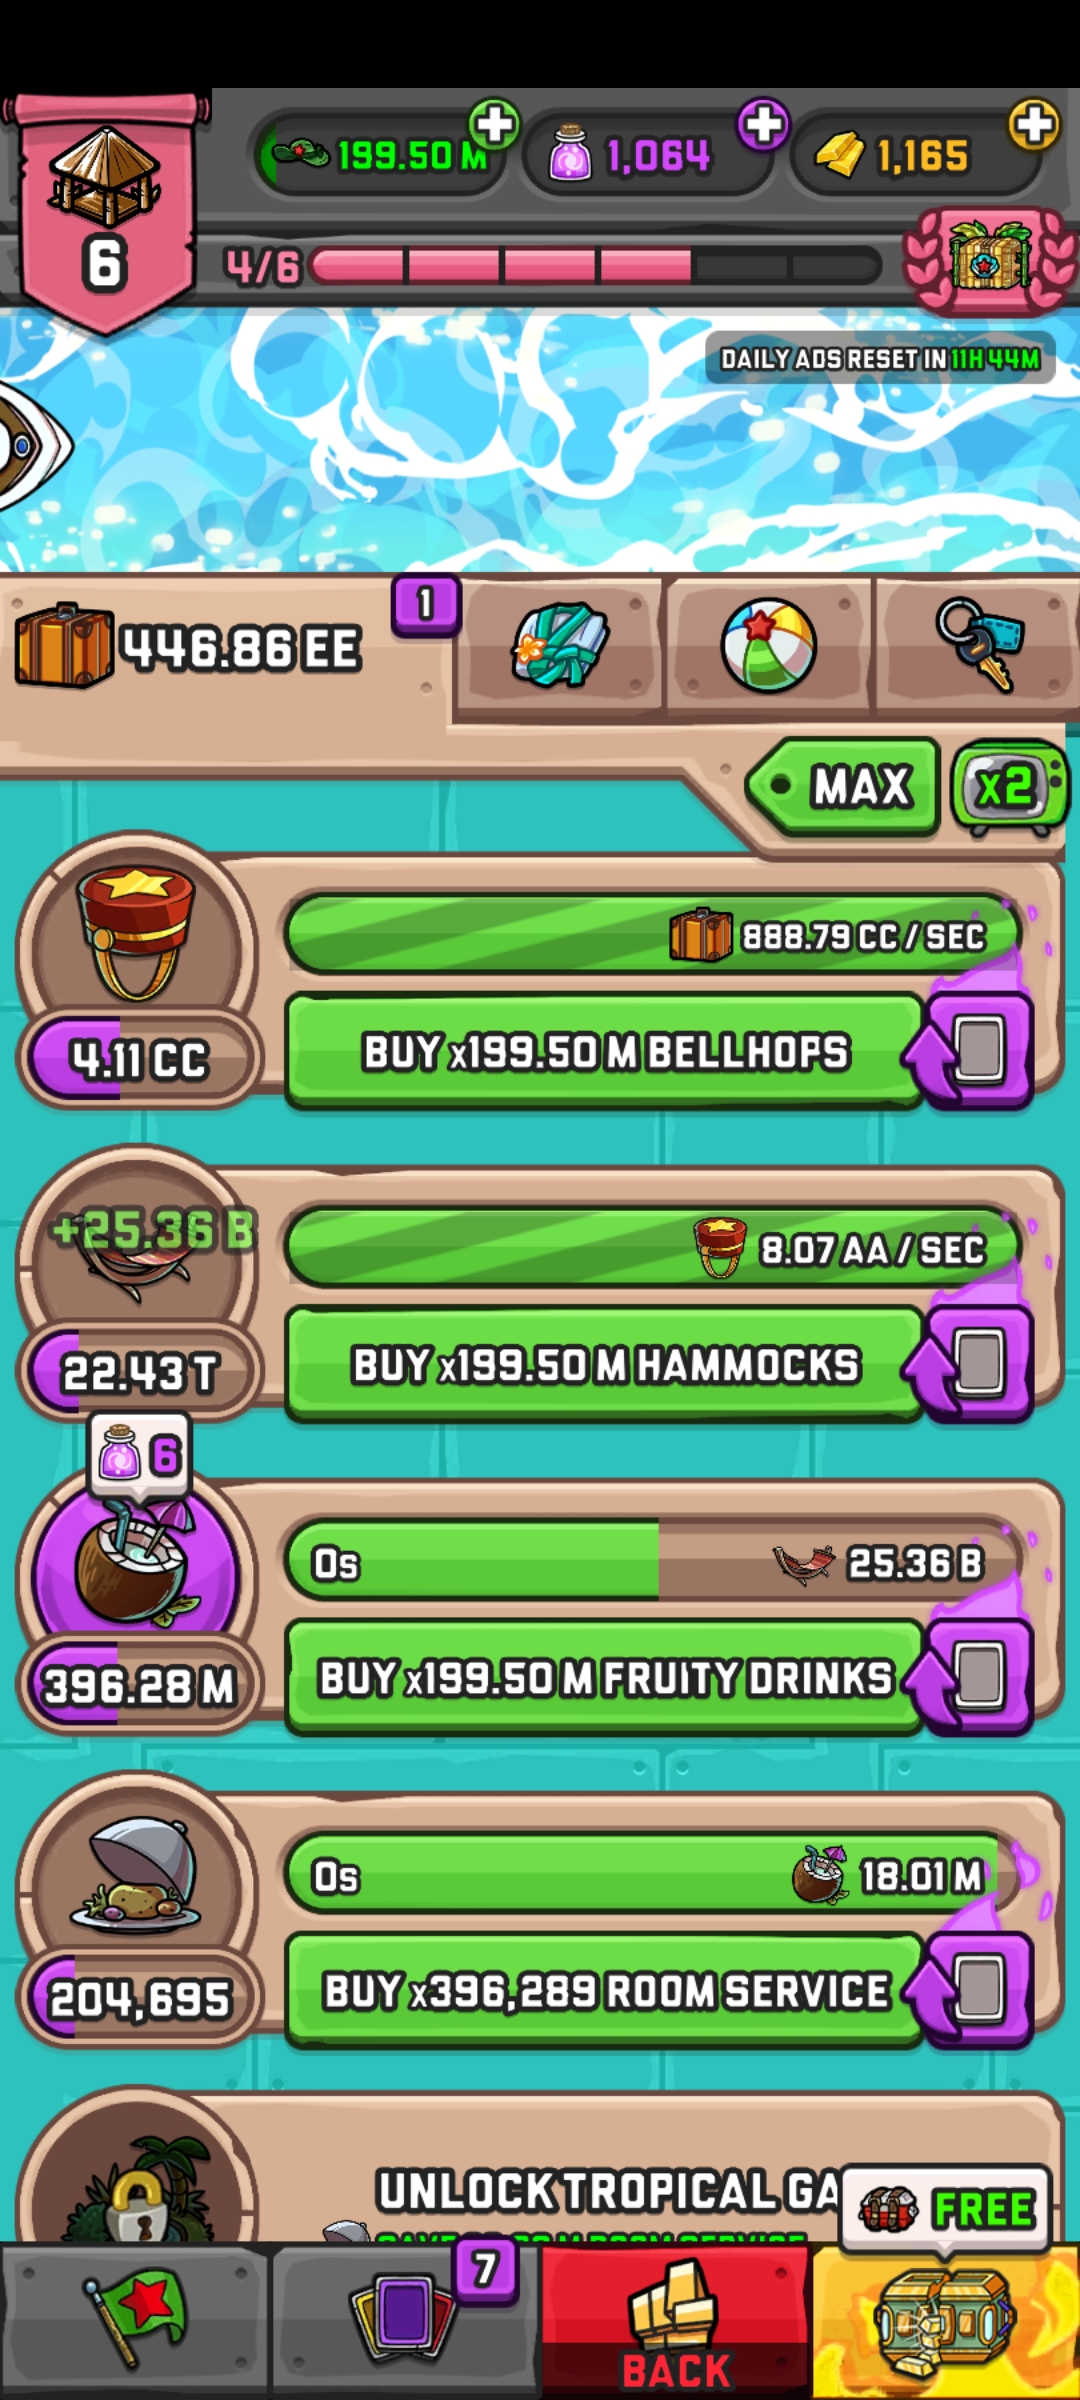 199.50 M
1,064
1,165
6
4/6
DAILY ADS RESET IN 11H 44M
446.86 EE
1
MAX
x2
888.79 CC / SEC
4.11 CC
BUY x199.50 M BELLHOPS
+25.36 B
8.07 AA / SEC
22.43 T
BUY x199.50 M HAMMOCKS
6
0s
25.36 B
396.28 M
BUY x199.50 M FRUITY DRINKS
0s
18.01 M
204,695
BUY x396,289 ROOM SERVICE
UNLOCK TROPICAL GA
FREE
M ROOM SERVICE
7
BACK